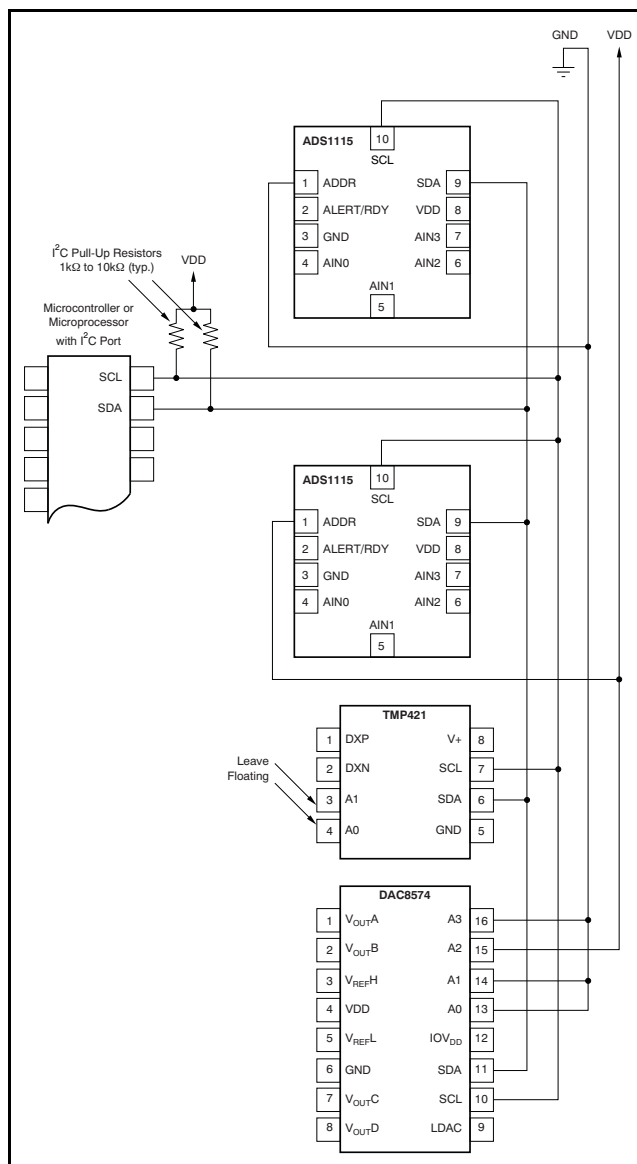 GND VDD
ADS1115
10
SCL
1 ADDR SDA 9
2 ALERT/RDY VDD 8
3 GND AIN3 7
4 AIN0 AIN2 6
AIN1
5
I²C Pull-Up Resistors
1kΩ to 10kΩ (typ.)
VDD
Microcontroller or
Microprocessor
with I²C Port
SCL
SDA
10
ADS1115
SCL
1 ADDR SDA 9
2 ALERT/RDY VDD 8
3 GND AIN3 7
4 AIN0 AIN2 6
AIN1
5
TMP421
1 DXP V+ 8
2 DXN SCL 7
Leave
Floating
3 A1 SDA 6
4 A0 GND 5
DAC8574
1 VOUTA A3 16
2 VOUTB A2 15
3 VREFH A1 14
4 VDD A0 13
5 VREFL IOVDD 12
6 GND SDA 11
7 VOUTC SCL 10
8 VOUTD LDAC 9